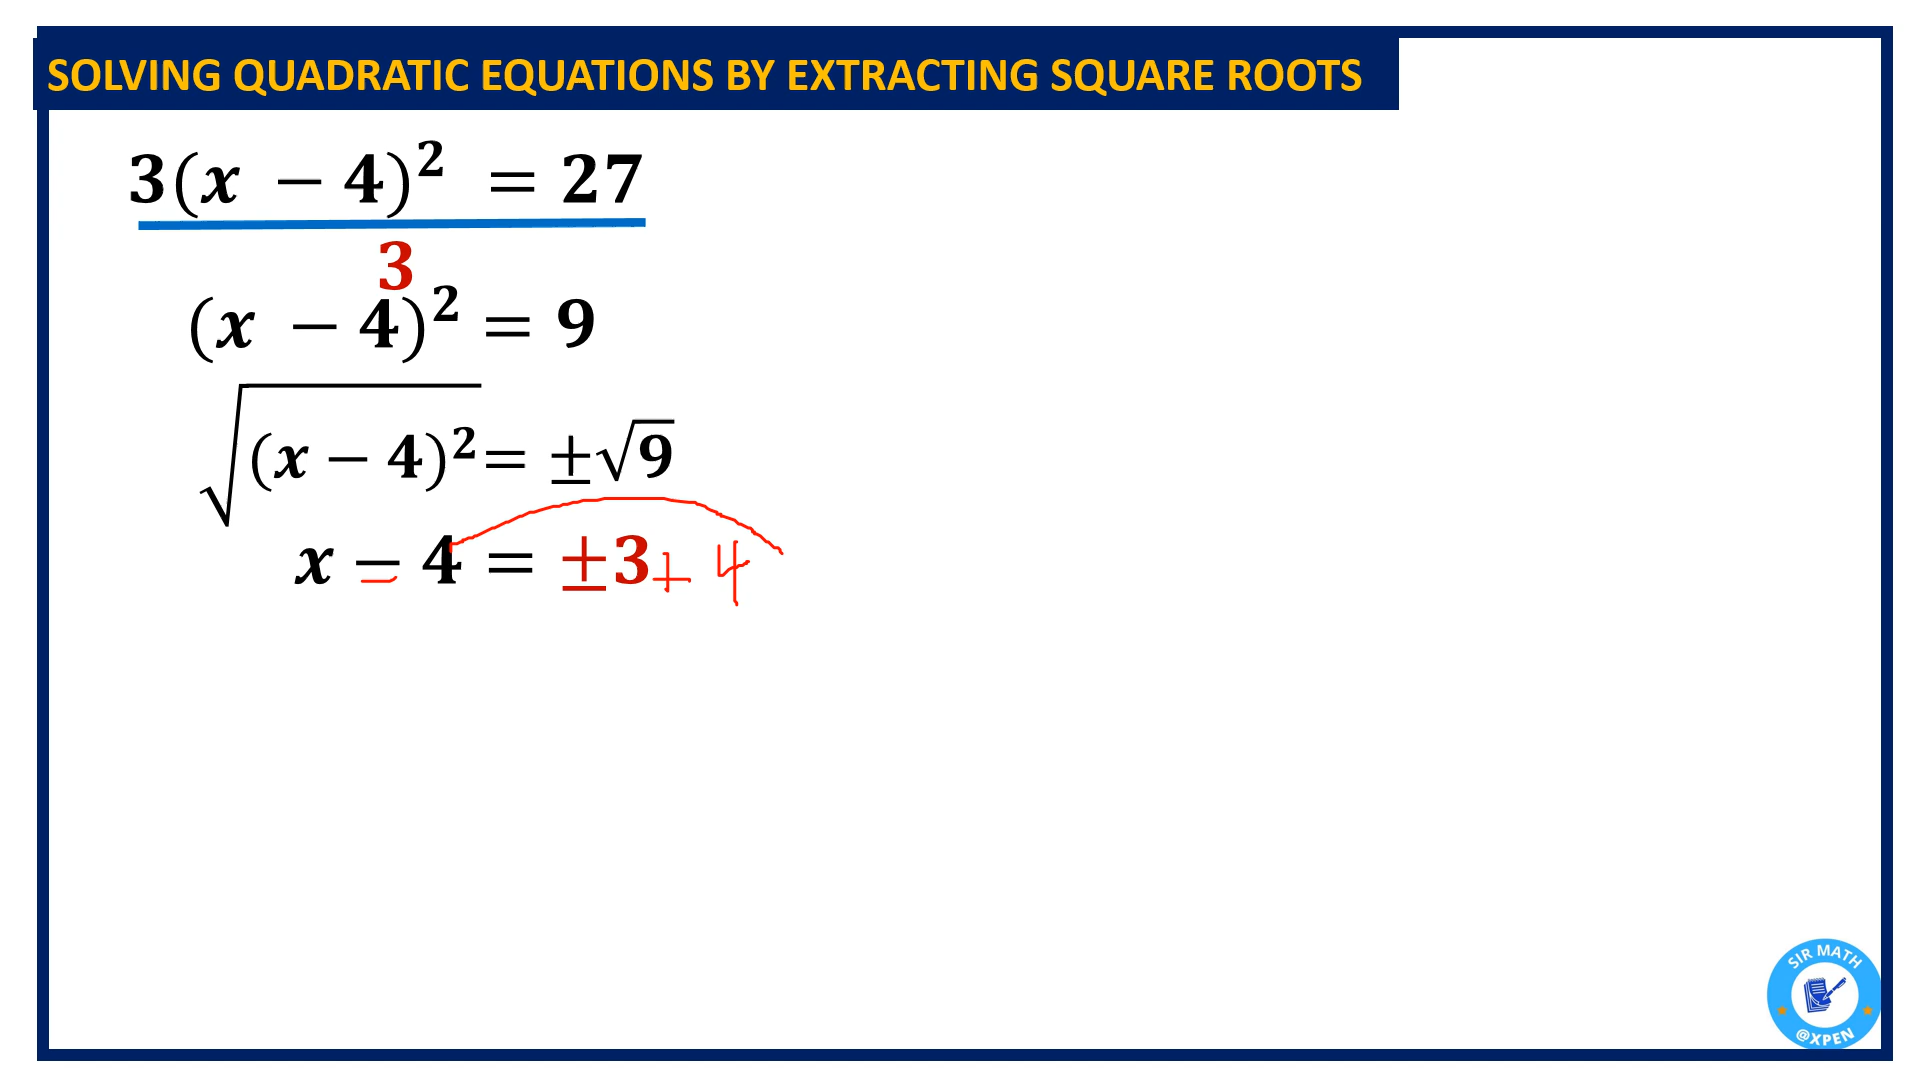 SOLVING QUADRATIC EQUATIONS BY EXTRACTING SQUARE ROOTS
3(x − 4)² = 27
3
(x − 4)² = 9
√(x − 4)² = ±√9
x − 4 = ±3 + 4
SIR MATH
@XPEN